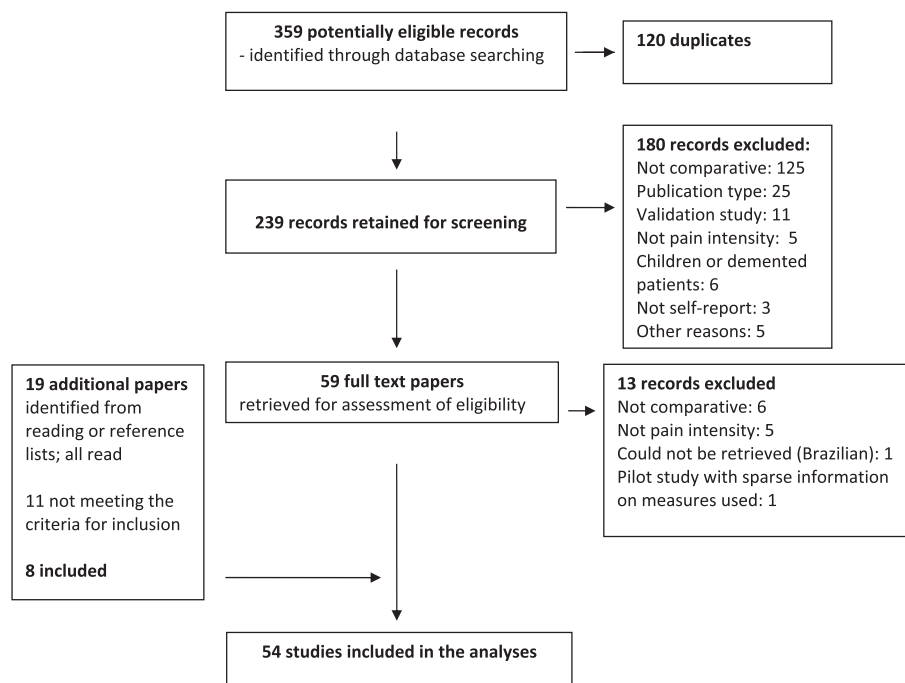 359 potentially eligible records
- identified through database searching
120 duplicates
180 records excluded:
Not comparative: 125
Publication type: 25
Validation study: 11
Not pain intensity:  5
Children or demented
patients: 6
Not self-report: 3
Other reasons: 5
239 records retained for screening
59 full text papers
retrieved for assessment of eligibility
13 records excluded
Not comparative: 6
Not pain intensity: 5
Could not be retrieved (Brazilian): 1
Pilot study with sparse information
on measures used: 1
19 additional papers
identified from
reading or reference
lists; all read
11 not meeting the
criteria for inclusion
8 included
54 studies included in the analyses